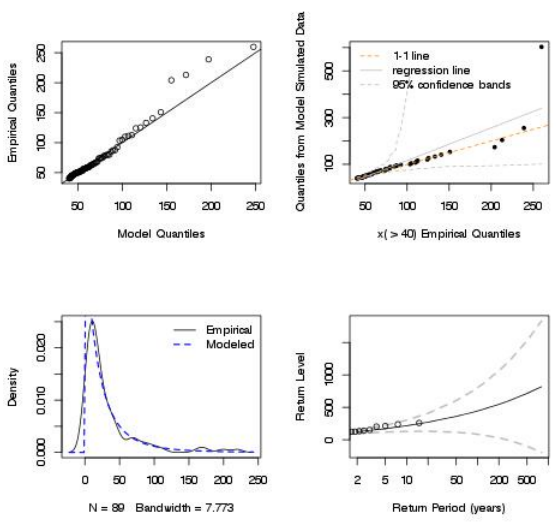 Empirical Quantiles
250
200
150
100
50
50 100 150 200 250
Model Quantiles
Quantiles from Model Simulated Data
500
300
100
1-1 line
regression line
95% confidence bands
50 100 150 200 250
x( > 40) Empirical Quantiles
Density
0.020
0.010
0.000
Empirical
Modeled
0 50 100 150 200 250
N = 89 Bandwidth = 7.773
Return Level
1000
500
0
2 5 10 50 100 500
Return Period (years)